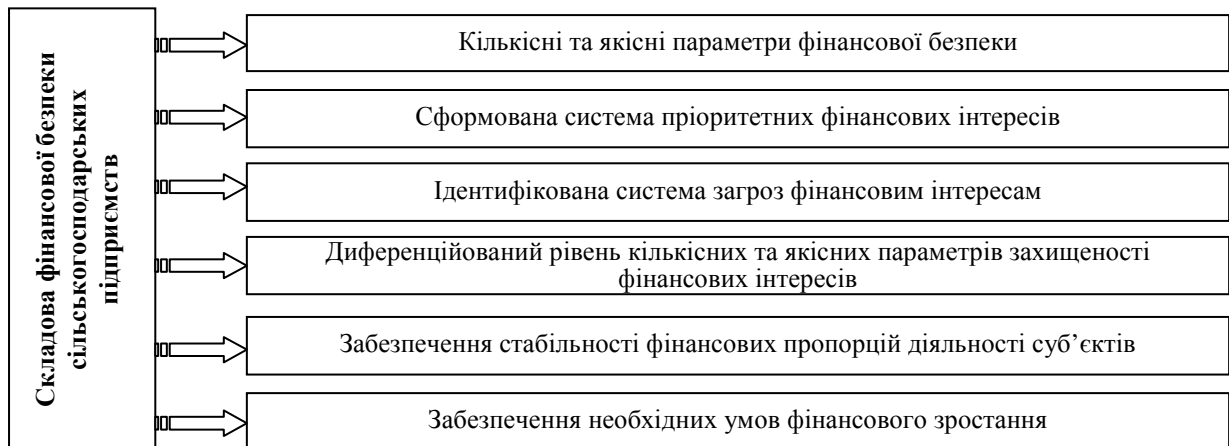 Складова фінансової безпеки
сільськогосподарських
підприємств
Кількісні та якісні параметри фінансової безпеки
Сформована система пріоритетних фінансових інтересів
Ідентифікована система загроз фінансовим інтересам
Диференційований рівень кількісних та якісних параметрів захищеності
фінансових інтересів
Забезпечення стабільності фінансових пропорцій діяльності суб’єктів
Забезпечення необхідних умов фінансового зростання